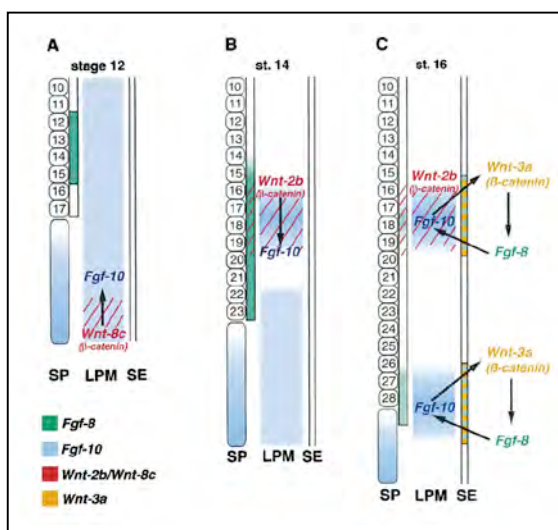 A
stage 12
10
11
12
13
14
15
16
17
Fgf-10
Wnt-8c
(β-catenin)
SP LPM SE
Fgf-8
Fgf-10
Wnt-2b/Wnt-8c
Wnt-3a
B
st. 14
10
11
12
13
14
15
16
17
18
19
20
21
22
23
Wnt-2b
(β-catenin)
Fgf-10
SP LPM SE
C
st. 16
10
11
12
13
14
15
16
17
18
19
20
21
22
23
24
25
26
27
28
Wnt-2b
(β-catenin)
Fgf-10
Wnt-3a
(β-catenin)
Fgf-8
Fgf-10
Wnt-3a
(β-catenin)
Fgf-8
SP LPM SE